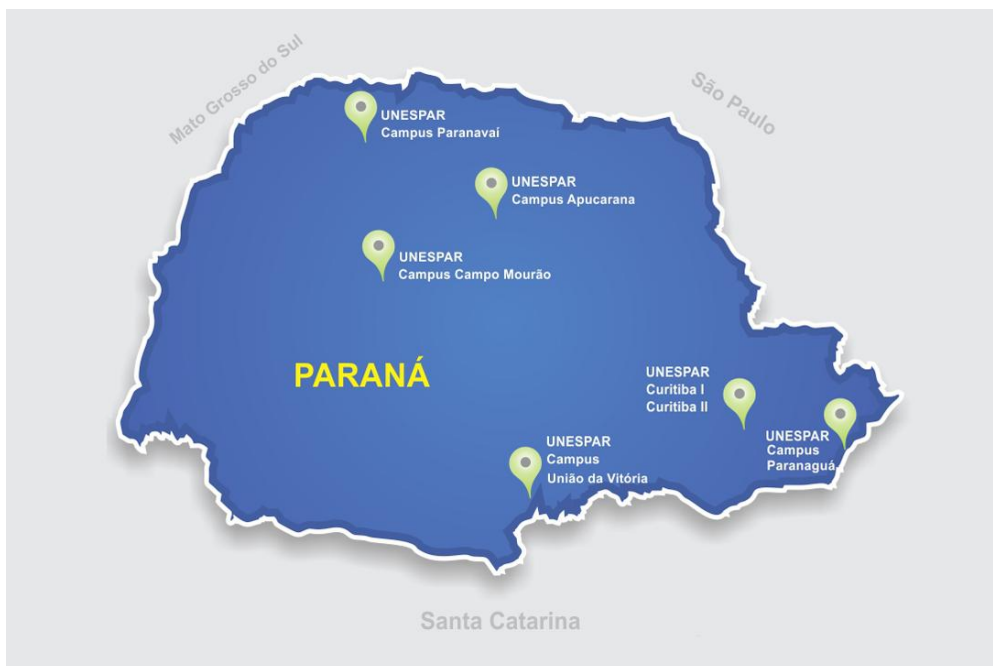 Mato Grosso do Sul
São Paulo
UNESPAR
Campus Paranavaí
UNESPAR
Campus Apucarana
UNESPAR
Campus Campo Mourão
PARANÁ
UNESPAR
Curitiba I
Curitiba II
UNESPAR
Campus
Paranaguá
UNESPAR
Campus
União da Vitória
Santa Catarina